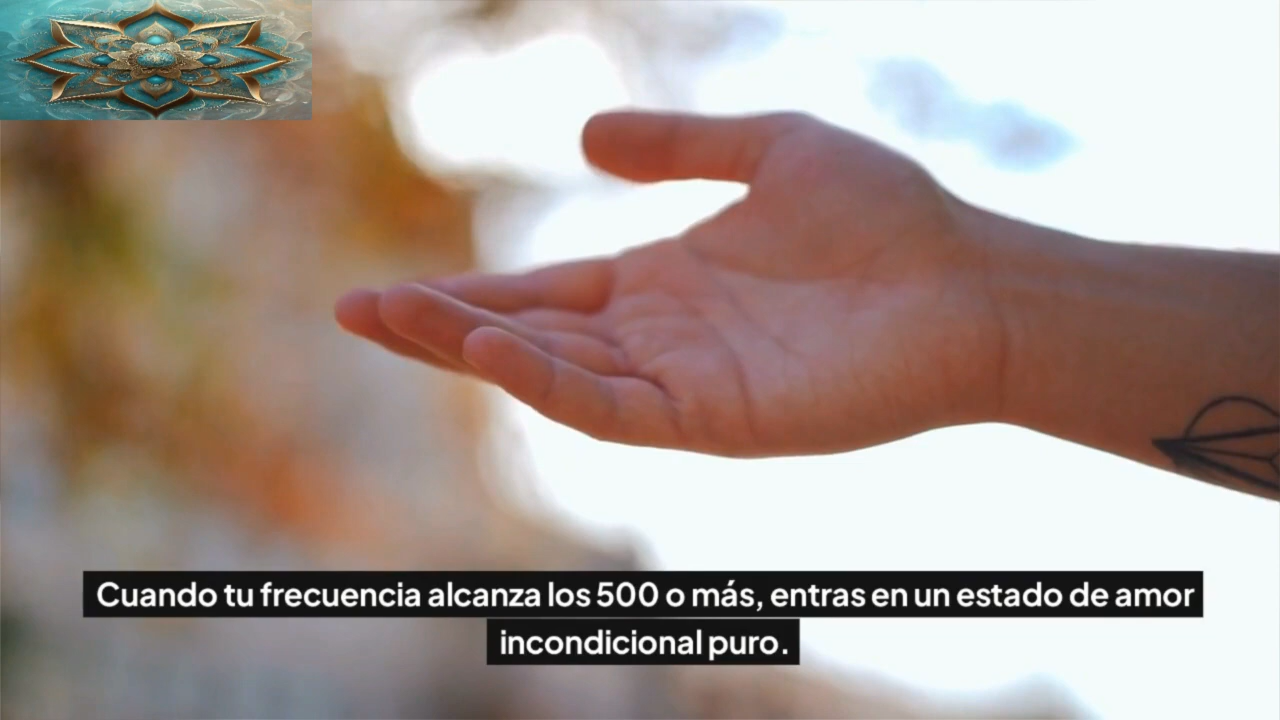 Cuando tu frecuencia alcanza los 500 o más, entras en un estado de amor
incondicional puro.